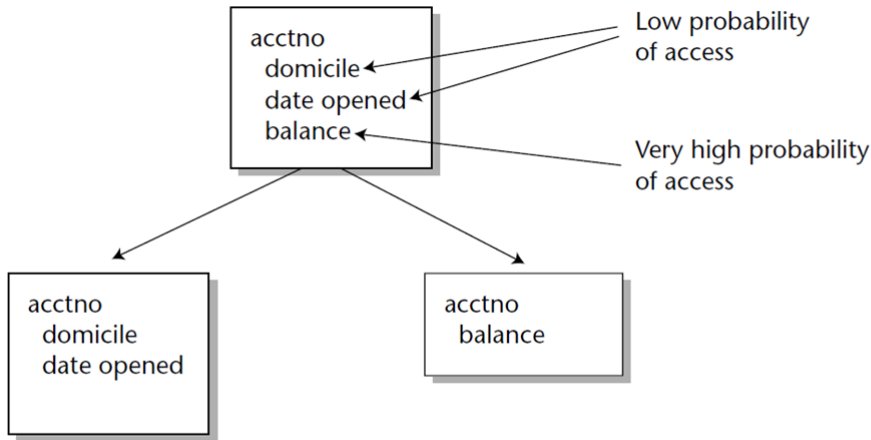 acctno
domicile
date opened
balance
Low probability
of access
Very high probability
of access
acctno
domicile
date opened
acctno
balance